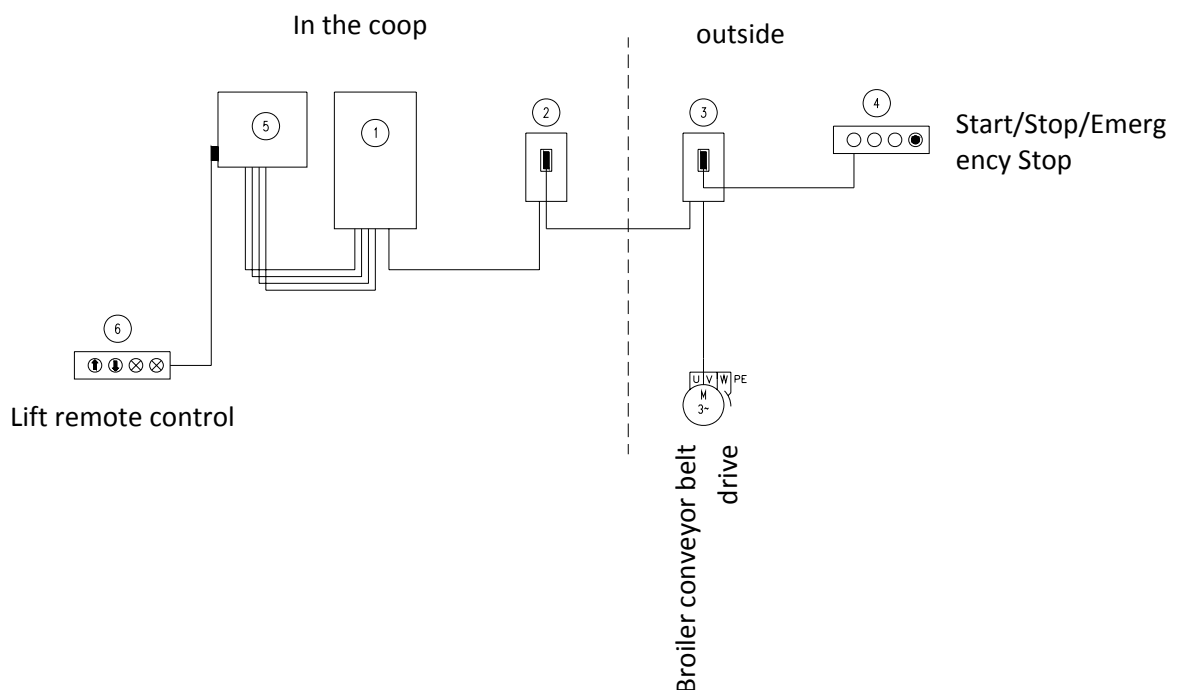 In the coop
outside
5
1
2
3
4
Start/Stop/Emerg
ency Stop
6
Lift remote control
U V W PE
M
3~
Broiler conveyor belt
drive